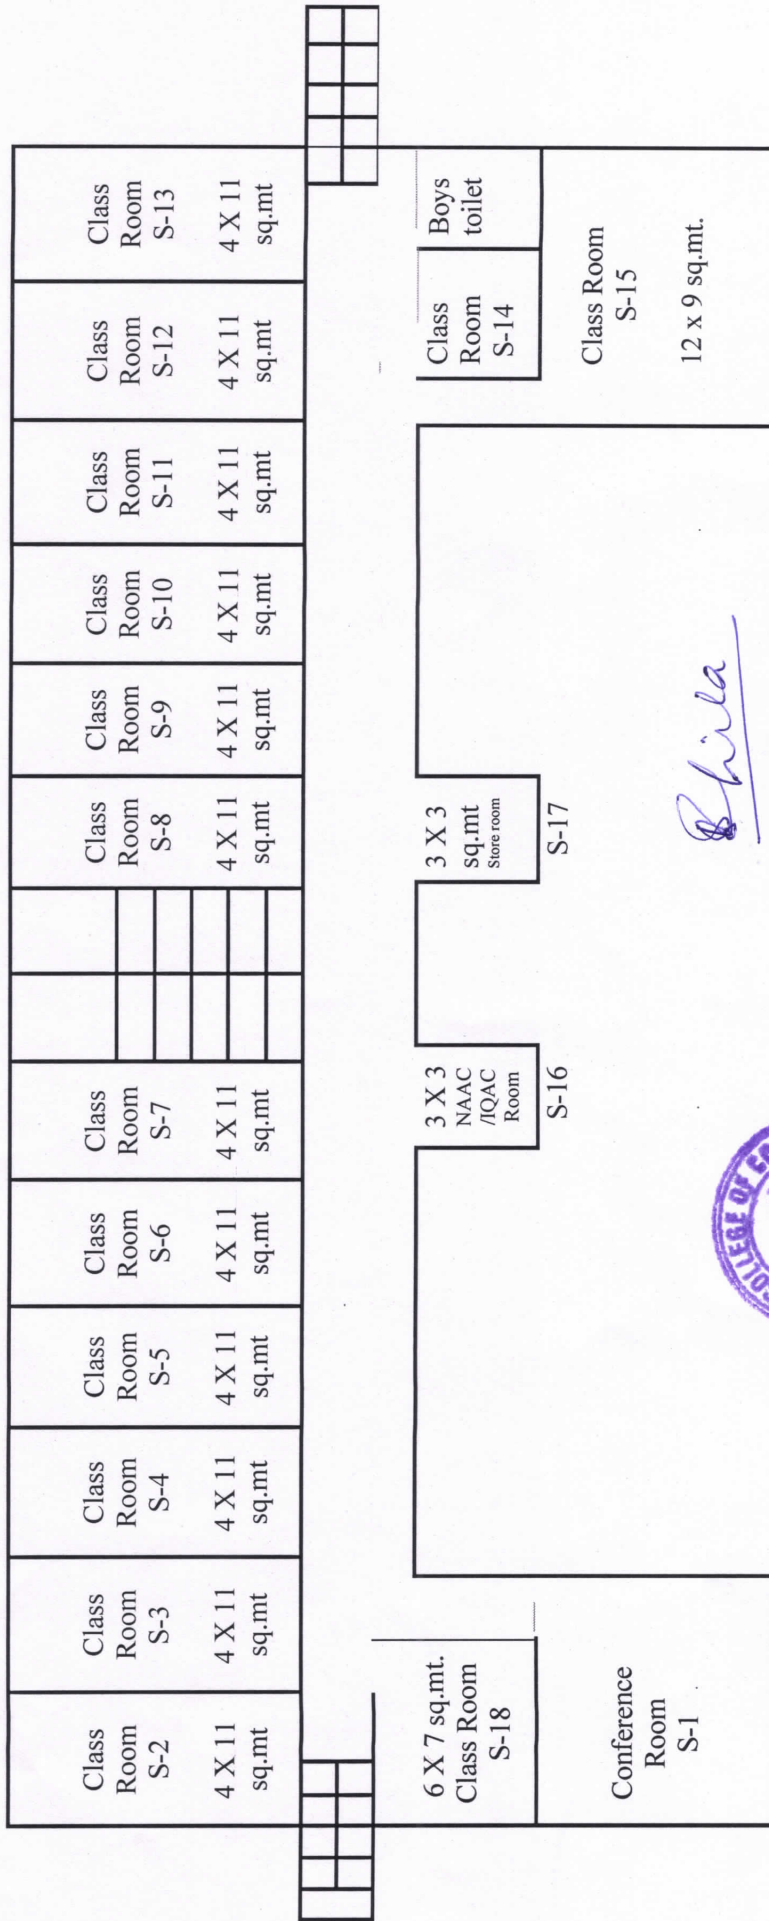 Class
Room
S-2
4 X 11
sq.mt
Class
Room
S-3
4 X 11
sq.mt
Class
Room
S-4
4 X 11
sq.mt
Class
Room
S-5
4 X 11
sq.mt
Class
Room
S-6
4 X 11
sq.mt
Class
Room
S-7
4 X 11
sq.mt
Class
Room
S-8
4 X 11
sq.mt
Class
Room
S-9
4 X 11
sq.mt
Class
Room
S-10
4 X 11
sq.mt
Class
Room
S-11
4 X 11
sq.mt
Class
Room
S-12
4 X 11
sq.mt
Class
Room
S-13
4 X 11
sq.mt
6 X 7 sq.mt.
Class Room
S-18
3 X 3
NAAC
/IQAC
Room
S-16
3 X 3
sq.mt
Store room
S-17
Class
Room
S-14
Boys
toilet
Conference
Room
S-1
Class Room
S-15
12 x 9 sq.mt.
COLLEGE OF